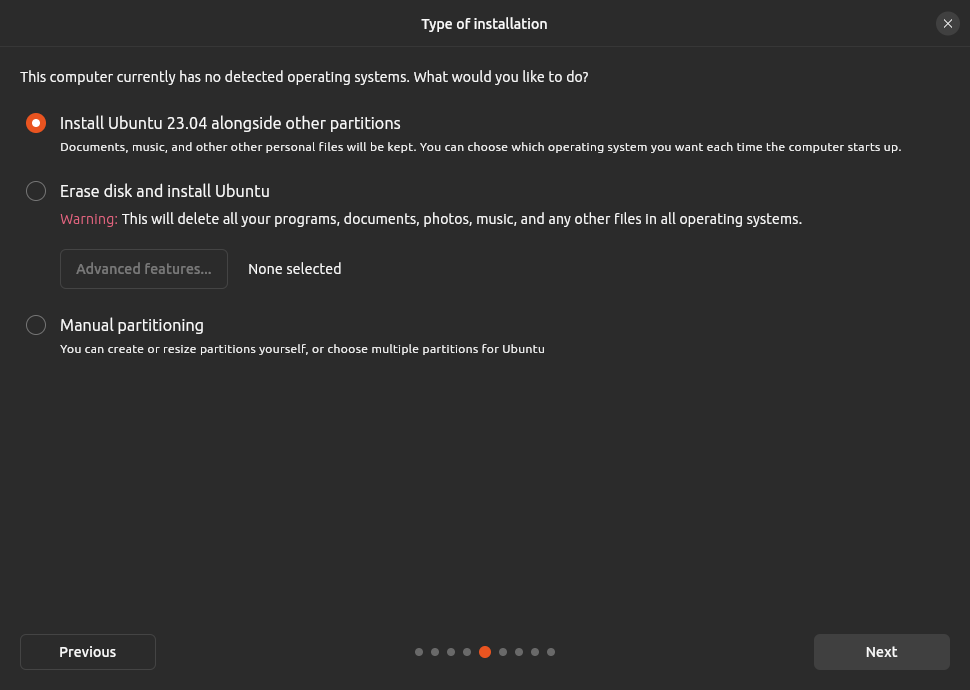 Type of installation
This computer currently has no detected operating systems. What would you like to do?
Install Ubuntu 23.04 alongside other partitions
Documents, music, and other other personal files will be kept. You can choose which operating system you want each time the computer starts up.
Erase disk and install Ubuntu
Warning: This will delete all your programs, documents, photos, music, and any other files in all operating systems.
Advanced features... None selected
Manual partitioning
You can create or resize partitions yourself, or choose multiple partitions for Ubuntu
Previous Next